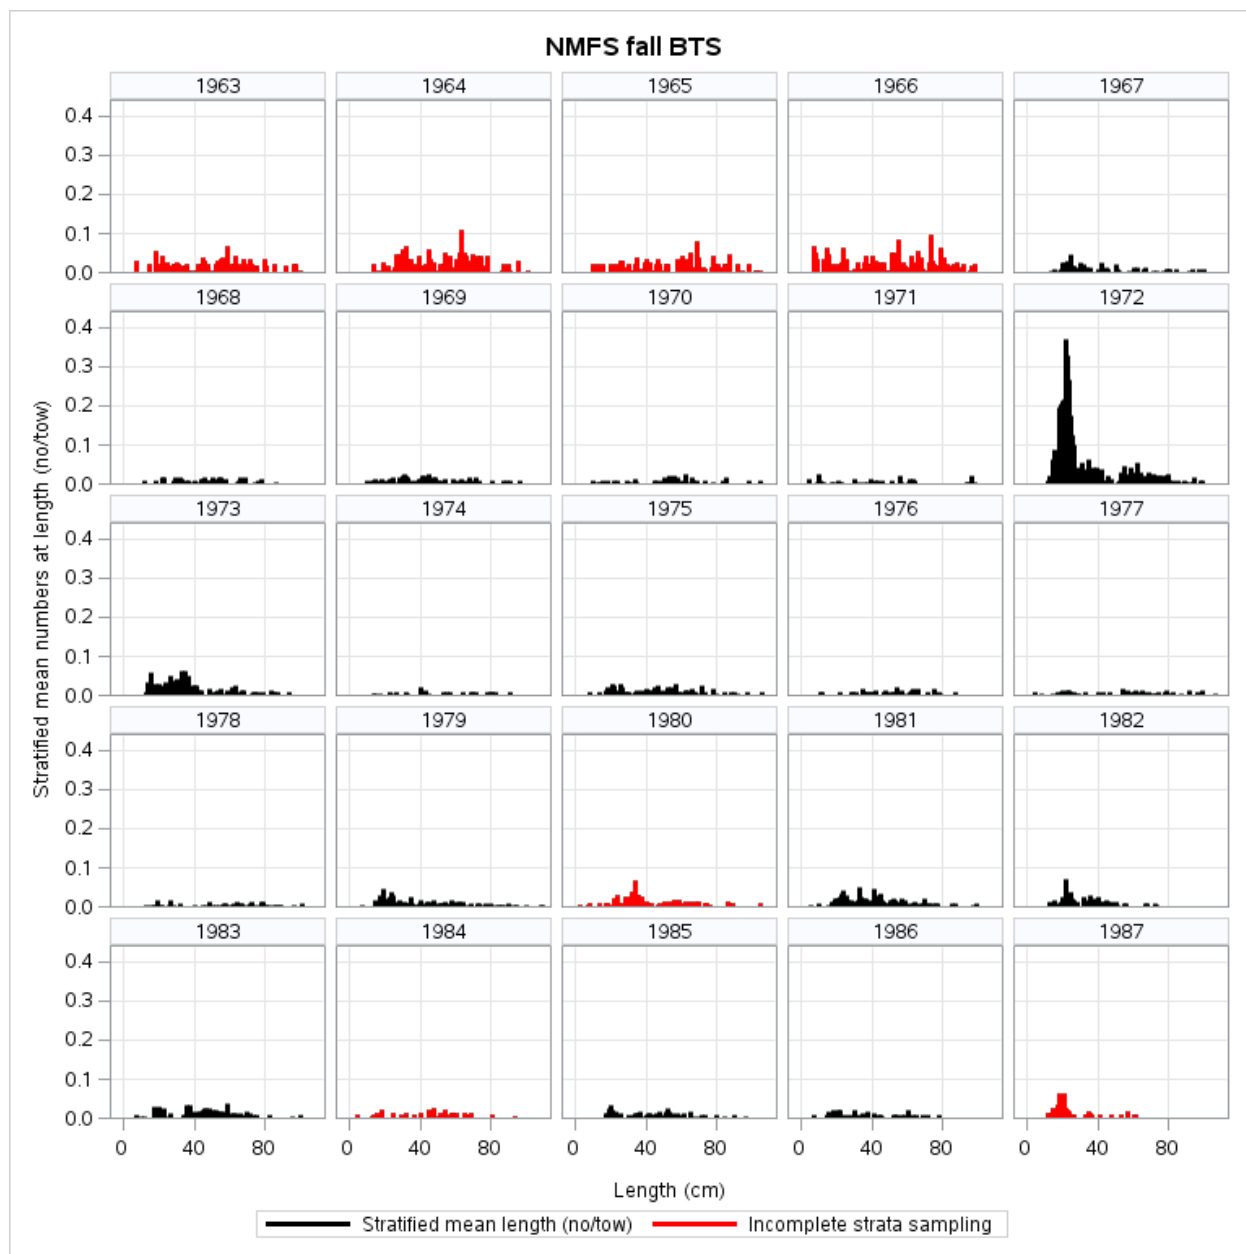 NMFS fall BTS
1963 1964 1965 1966 1967
0.4
0.3
0.2
0.1
0.0
1968 1969 1970 1971 1972
0.4
0.3
0.2
0.1
0.0
Stratified mean numbers at length (no/tow)
1973 1974 1975 1976 1977
0.4
0.3
0.2
0.1
0.0
1978 1979 1980 1981 1982
0.4
0.3
0.2
0.1
0.0
1983 1984 1985 1986 1987
0.4
0.3
0.2
0.1
0.0
0 40 80 0 40 80 0 40 80 0 40 80 0 40 80
Length (cm)
Stratified mean length (no/tow) Incomplete strata sampling